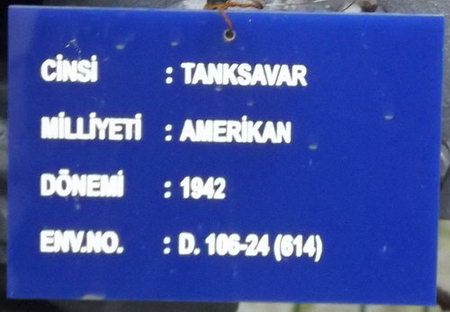 CİNSİ : TANKSAVAR
MİLLİYETİ : AMERİKAN
DÖNEMİ : 1942
ENV.NO. : D. 106-24 (614)